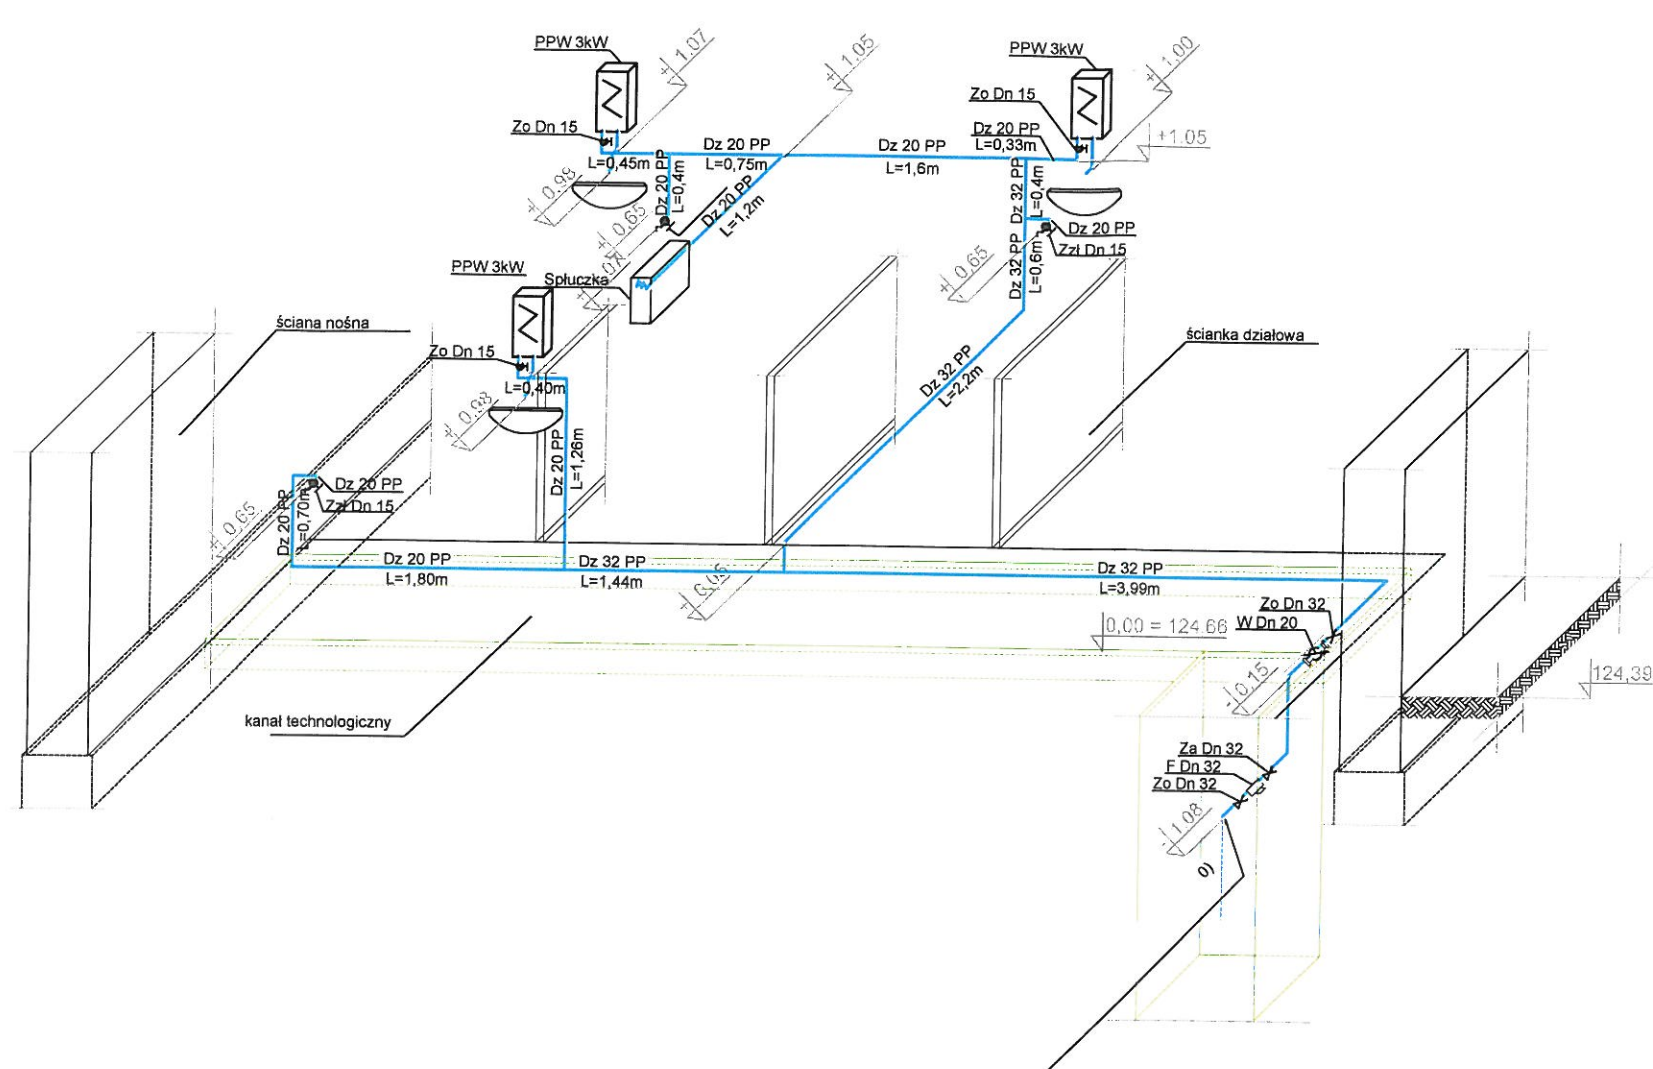 PPW 3kW
+1.07
+1.05
PPW 3kW
+1.00
Zo Dn 15
Zo Dn 15
Dz 20 PP
L=0,45m
Dz 20 PP
L=0,75m
Dz 20 PP
L=1,6m
Dz 20 PP
L=0,33m
+1.05
+0.98
Dz 20 PP
L=0,4m
+0.65
Dz 20 PP
L=1,2m
Dz 32 PP
L=0,4m
Dz 20 PP
Zzł Dn 15
Dz 32 PP
L=0,6m
+0,65
PPW 3kW
Spłuczka
ściana nośna
ścianka działowa
Zo Dn 15
L=0,40m
+0.98
Dz 32 PP
L=2,2m
Dz 20 PP
L=1,26m
Dz 20 PP
Zzł Dn 15
Dz 20 PP
L=0,70m
+0.65
Dz 20 PP
L=1,80m
Dz 32 PP
L=1,44m
Dz 32 PP
L=3,99m
Zo Dn 32
W Dn 20
0,00 = 124.66
-0,15
124,39
kanał technologiczny
Za Dn 32
F Dn 32
Zo Dn 32
-1.08
0)